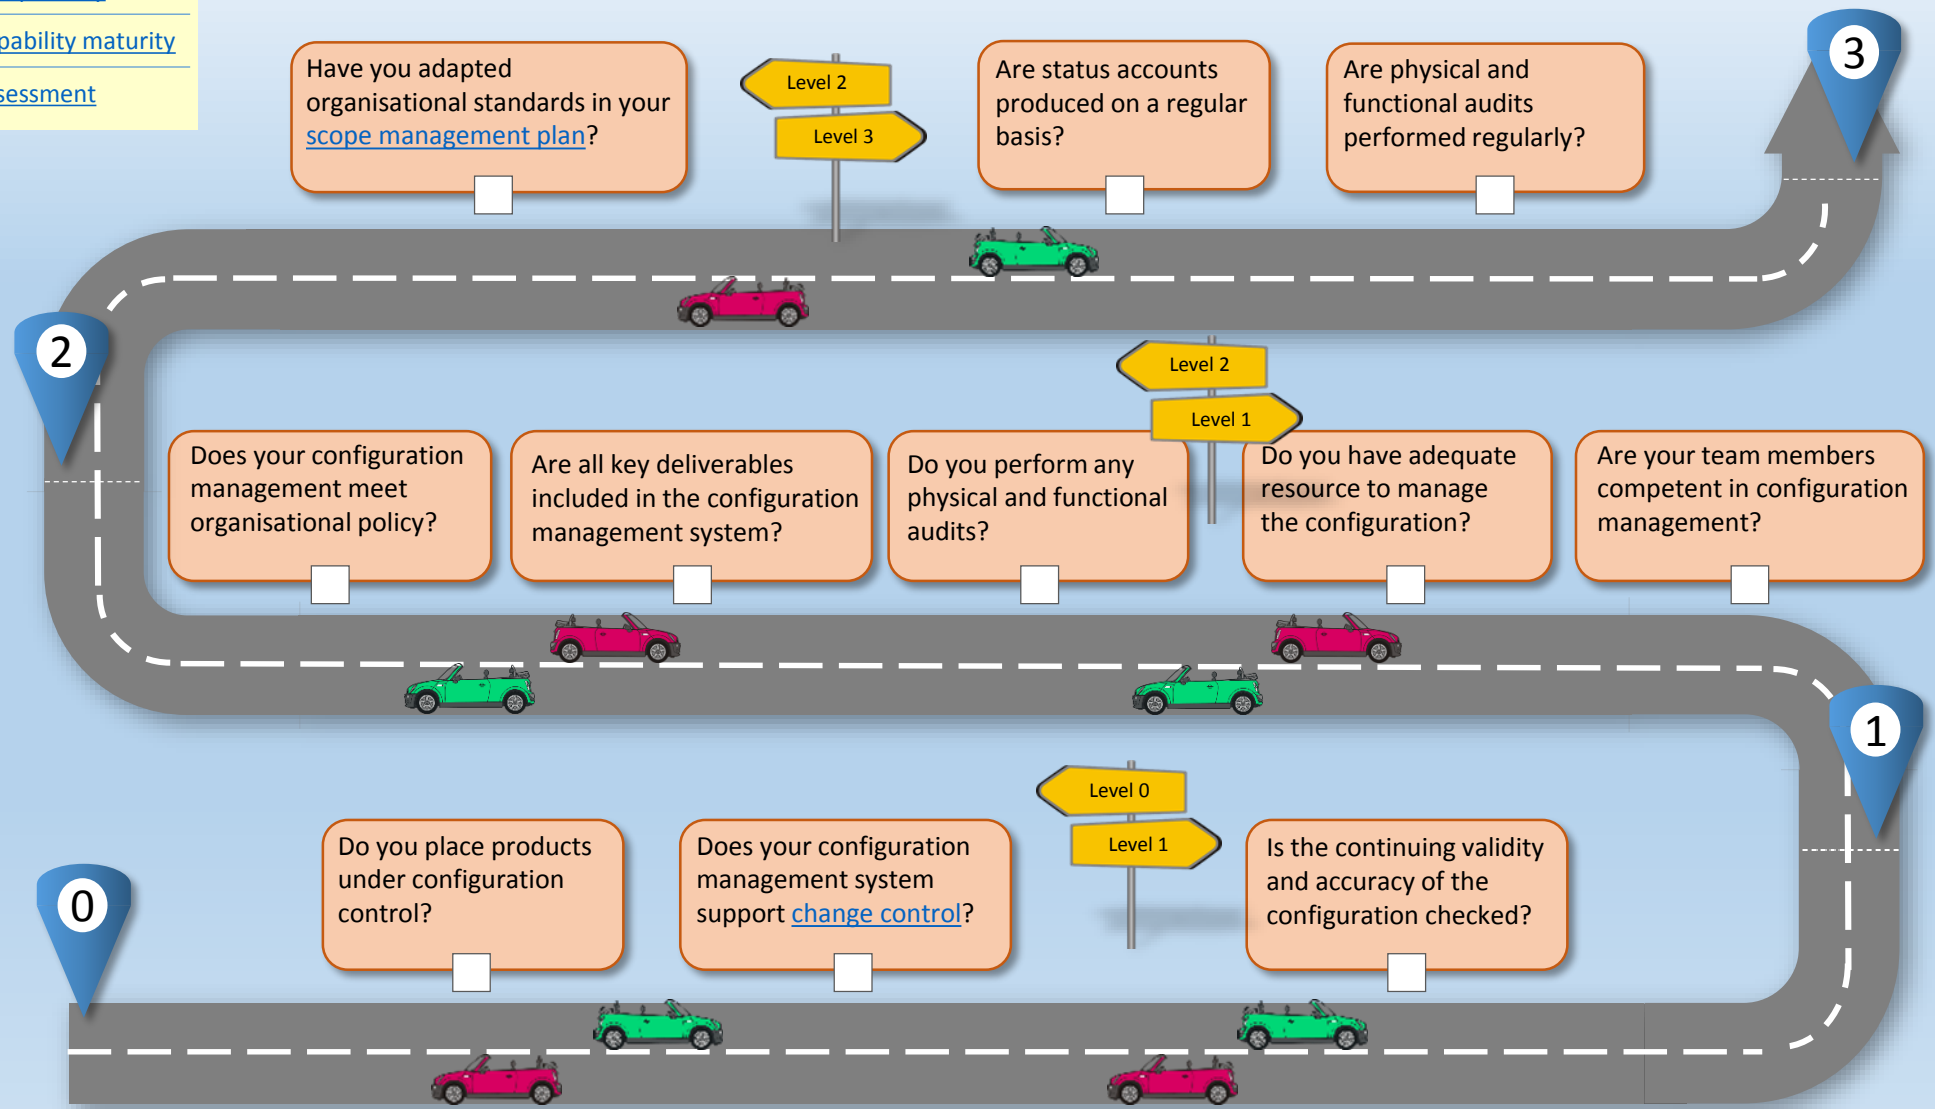 pability maturity
sessment
3
Have you adapted
organisational standards in your
scope management plan?
Level 2
Level 3
Are status accounts
produced on a regular
basis?
Are physical and
functional audits
performed regularly?
2
Level 2
Level 1
Does your configuration
management meet
organisational policy?
Are all key deliverables
included in the configuration
management system?
Do you perform any
physical and functional
audits?
Do you have adequate
resource to manage
the configuration?
Are your team members
competent in configuration
management?
1
Level 0
Level 1
0
Do you place products
under configuration
control?
Does your configuration
management system
support change control?
Is the continuing validity
and accuracy of the
configuration checked?